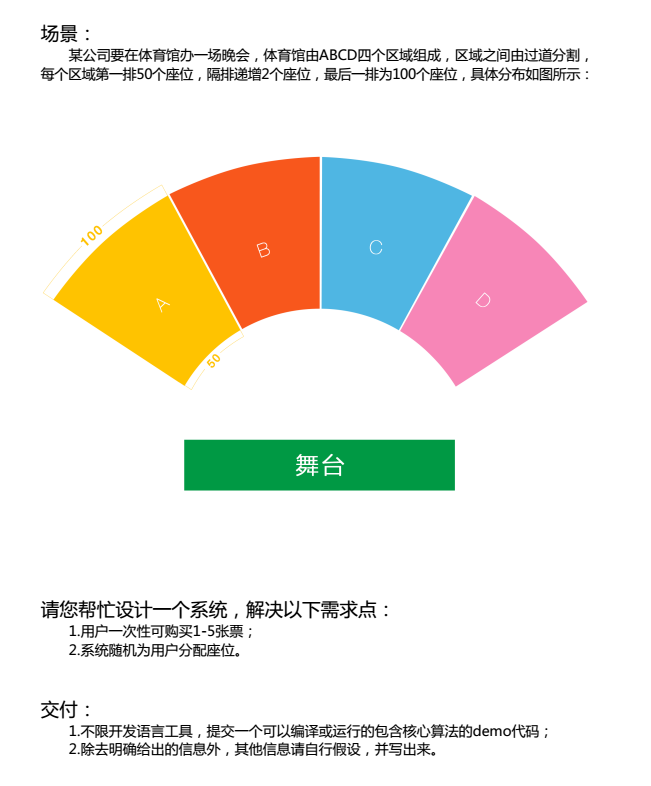 场景：
某公司要在体育馆办一场晚会，体育馆由ABCD四个区域组成，区域之间由过道分割，
每个区域第一排50个座位，隔排递增2个座位，最后一排为100个座位，具体分布如图所示：
100
B
C
A
D
50
舞台
请您帮忙设计一个系统，解决以下需求点：
1.用户一次性可购买1-5张票；
2.系统随机为用户分配座位。
交付：
1.不限开发语言工具，提交一个可以编译或运行的包含核心算法的demo代码；
2.除去明确给出的信息外，其他信息请自行假设，并写出来。